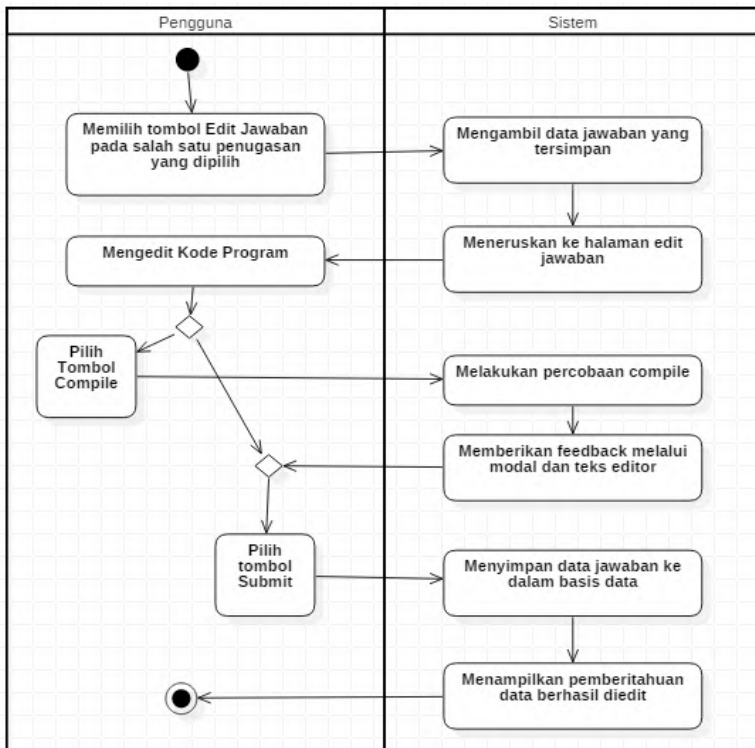 Pengguna
Sistem
Memilih tombol Edit Jawaban
pada salah satu penugasan
yang dipilih
Mengambil data jawaban yang
tersimpan
Meneruskan ke halaman edit
jawaban
Mengedit Kode Program
Pilih
Tombol
Compile
Melakukan percobaan compile
Memberikan feedback melalui
modal dan teks editor
Pilih
tombol
Submit
Menyimpan data jawaban ke
dalam basis data
Menampilkan pemberitahuan
data berhasil diedit